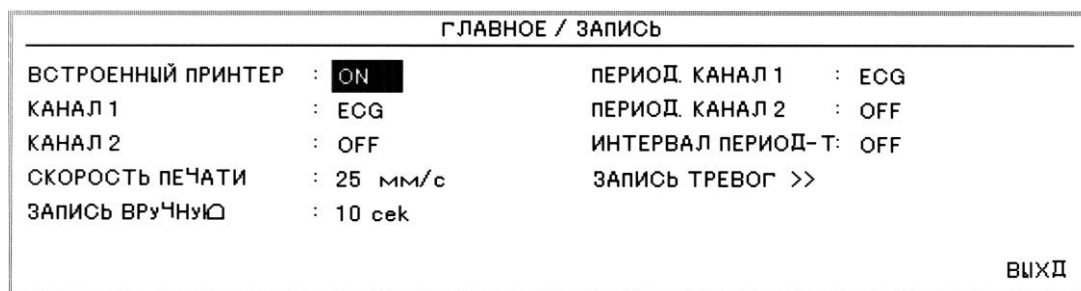 ГЛАВНОЕ / ЗАПИСЬ
ВСТРОЕННЫЙ ПРИНТЕР : ON ПЕРИОД. КАНАЛ 1 : ECG
КАНАЛ 1 : ECG ПЕРИОД. КАНАЛ 2 : OFF
КАНАЛ 2 : OFF ИНТЕРВАЛ ПЕРИОД-Т: OFF
СКОРОСТЬ ПЕЧАТИ : 25 мм/с ЗАПИСЬ ТРЕВОГ >>
ЗАПИСЬ ВРУЧНУЮ : 10 cek
ВЫХД